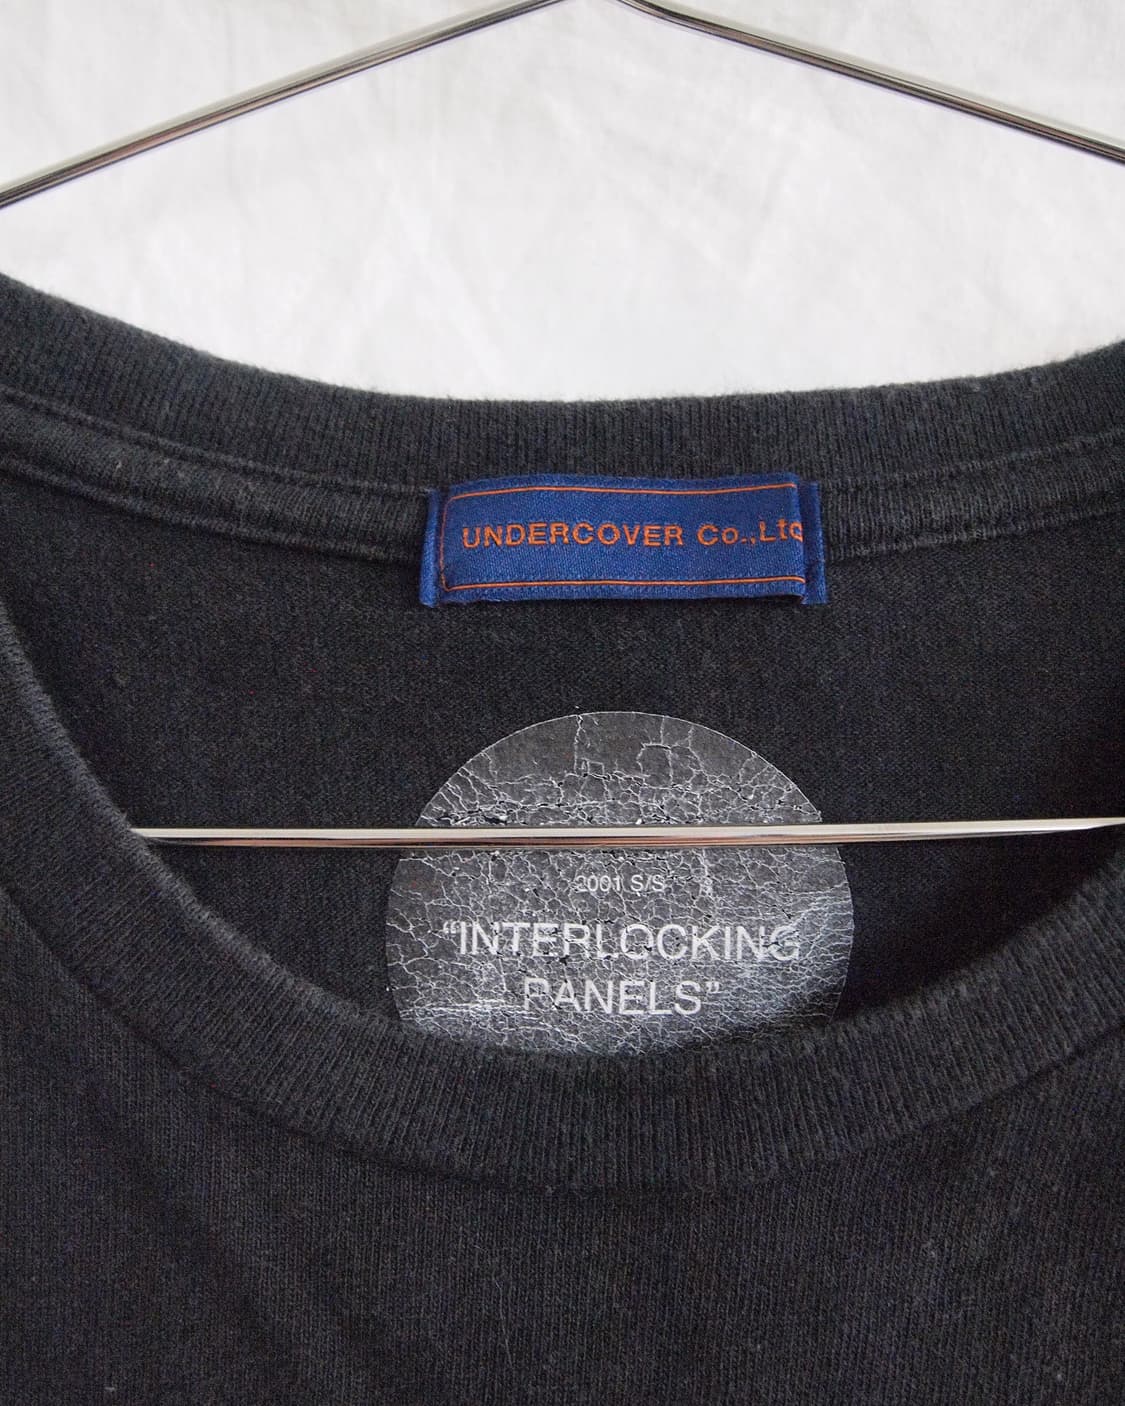 UNDERCOVER Co.,Ltd
2001 S/S
“INTERLOCKING
PANELS”